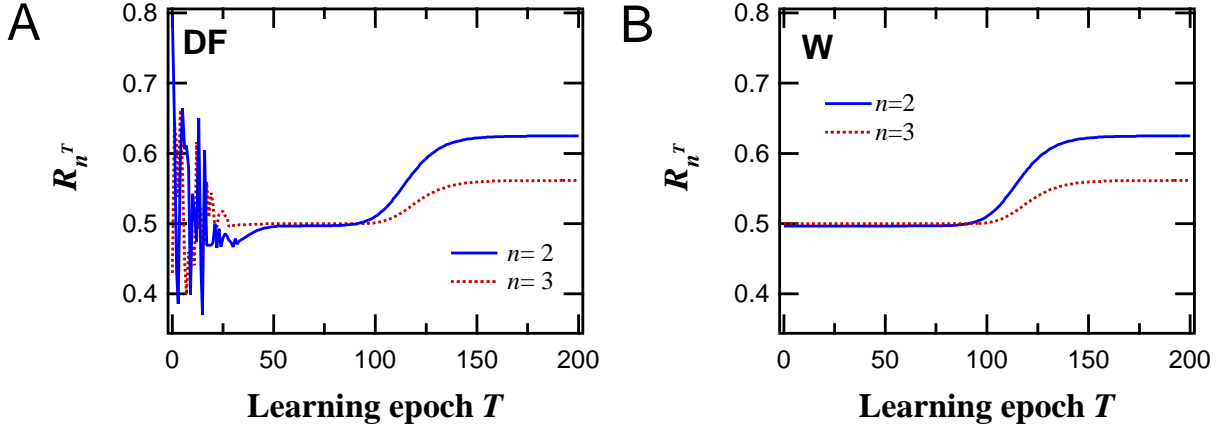 A
DF
0.8
0.7
0.6
0.5
0.4
R_n^T
n= 2
n= 3
0 50 100 150 200
Learning epoch T
B
W
0.8
0.7
0.6
0.5
0.4
R_n^T
n=2
n=3
0 50 100 150 200
Learning epoch T